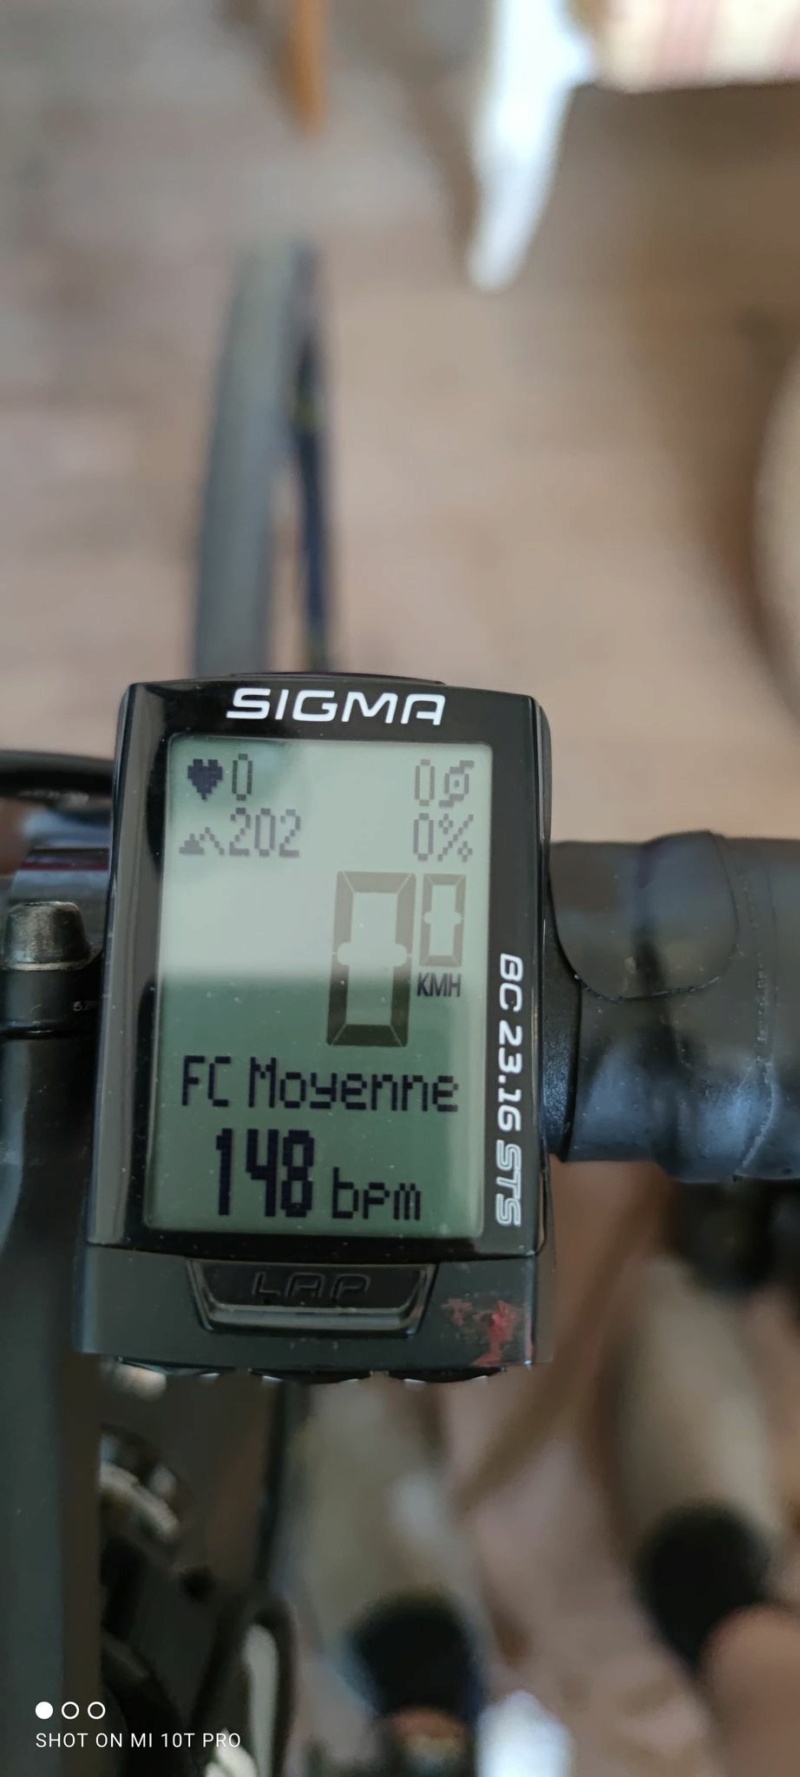 SIGMA
0 0
202 0%
0 0
KMH
BC 23.16 STS
FC Moyenne
148 bpm
LAP
SHOT ON MI 10T PRO